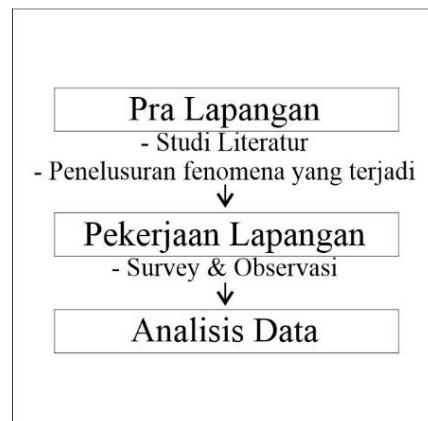 Pra Lapangan
- Studi Literatur
- Penelusuran fenomena yang terjadi
Pekerjaan Lapangan
- Survey & Observasi
Analisis Data